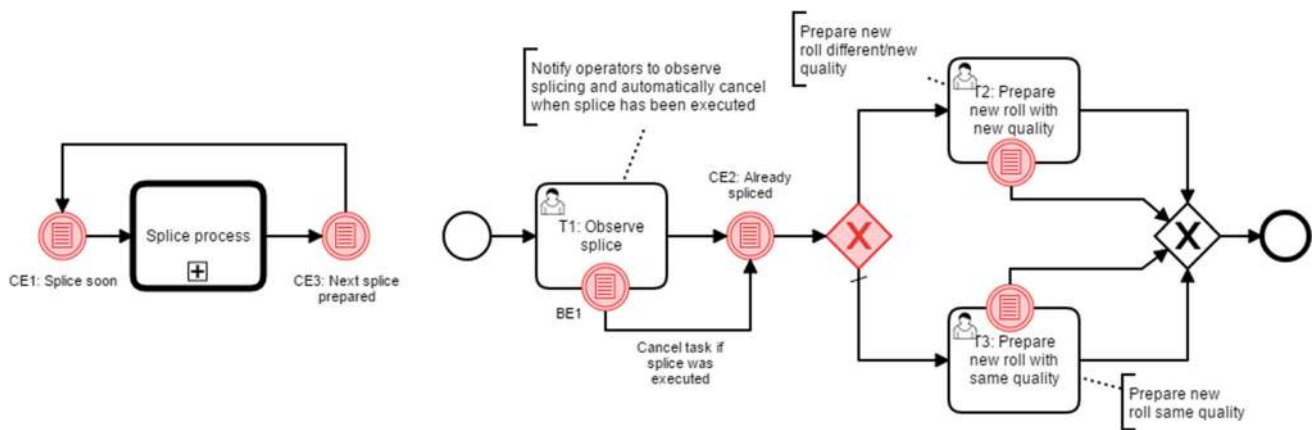 CE1: Splice soon
Splice process
CE3: Next splice
prepared
Notify operators to observe
splicing and automatically cancel
when splice has been executed
T1: Observe
splice
BE1
Cancel task if
splice was
executed
CE2: Already
spliced
X
Prepare new
roll different/new
quality
T2: Prepare
new roll with
new quality
T3: Prepare
new roll with
same quality
Prepare new
roll same quality
X